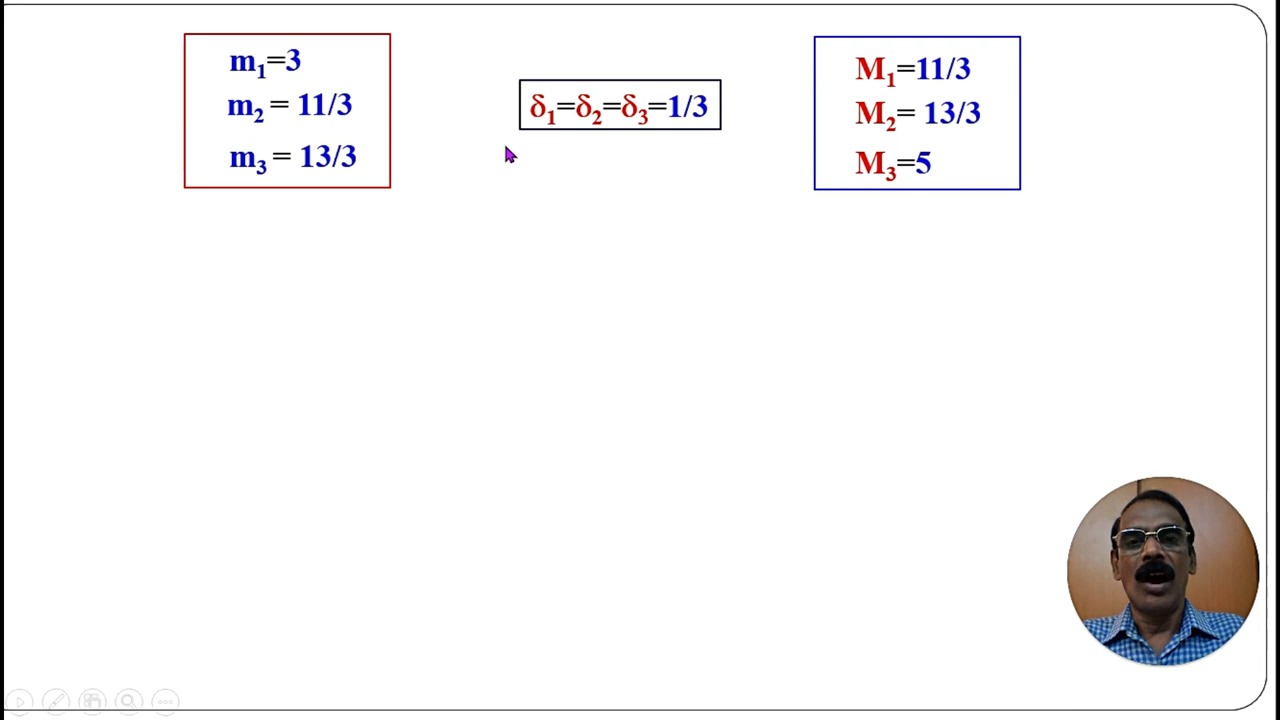 m₁=3
m₂ = 11/3
m₃ = 13/3
δ₁=δ₂=δ₃=1/3
M₁=11/3
M₂= 13/3
M₃=5